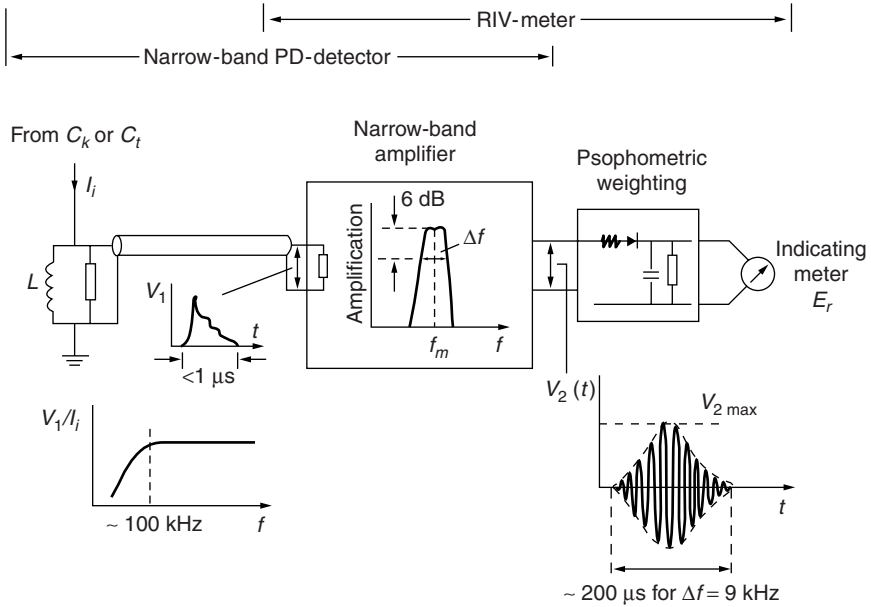 RIV-meter
Narrow-band PD-detector
From C_k or C_t
I_i
L
V_1
t
<1 μs
V_1/I_i
~ 100 kHz
f
Narrow-band
amplifier
6 dB
Δf
Amplification
f_m
f
Psophometric
weighting
Indicating
meter
E_r
V_2 (t)
V_2 max
t
~ 200 μs for Δf = 9 kHz